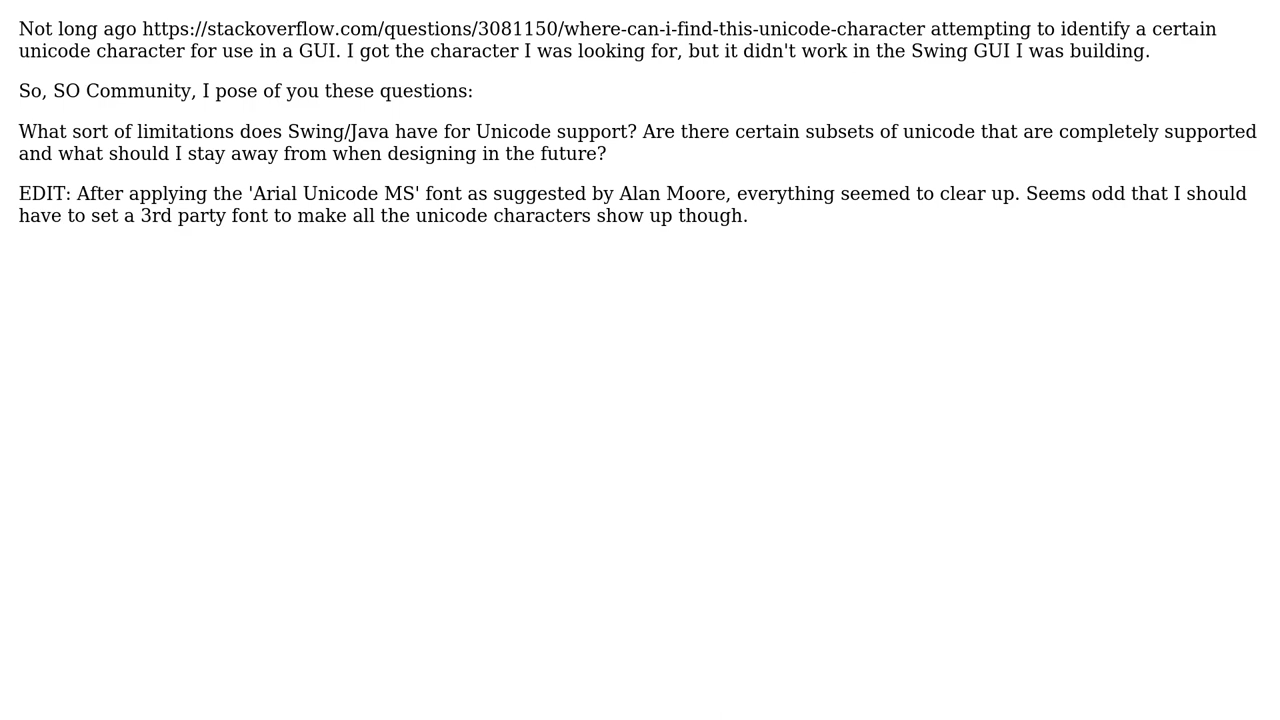 Not long ago https://stackoverflow.com/questions/3081150/where-can-i-find-this-unicode-character attempting to identify a certain
unicode character for use in a GUI. I got the character I was looking for, but it didn't work in the Swing GUI I was building.
So, SO Community, I pose of you these questions:
What sort of limitations does Swing/Java have for Unicode support? Are there certain subsets of unicode that are completely supported
and what should I stay away from when designing in the future?
EDIT: After applying the 'Arial Unicode MS' font as suggested by Alan Moore, everything seemed to clear up. Seems odd that I should
have to set a 3rd party font to make all the unicode characters show up though.